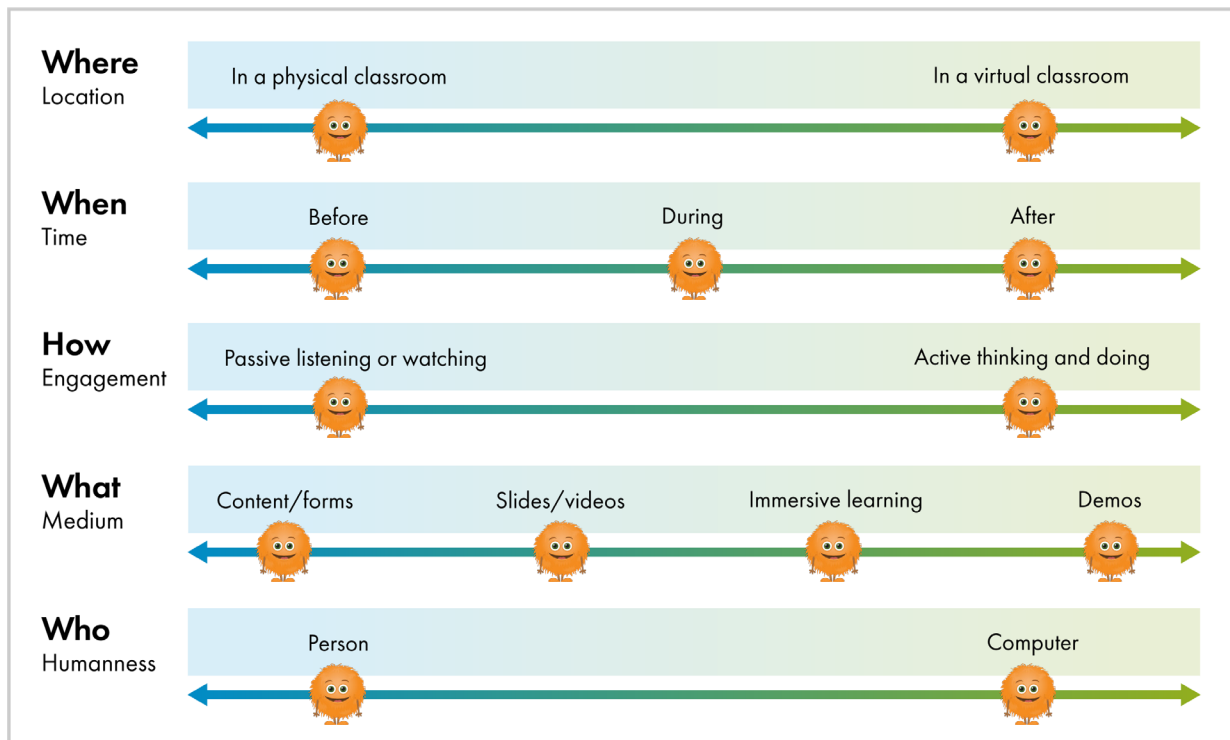 Where
Location
In a physical classroom
In a virtual classroom
When
Time
Before
During
After
How
Engagement
Passive listening or watching
Active thinking and doing
What
Medium
Content/forms
Slides/videos
Immersive learning
Demos
Who
Humanness
Person
Computer